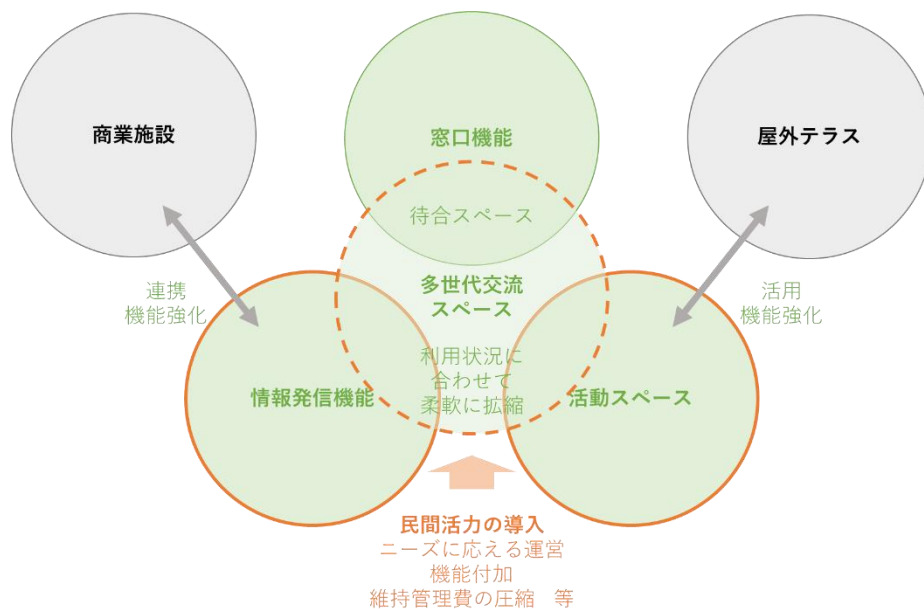 商業施設
窓口機能
屋外テラス
待合スペース
連携
機能強化
多世代交流
スペース
活用
機能強化
利用状況に
合わせて
柔軟に拡縮
情報発信機能
活動スペース
民間活力の導入
ニーズに応える運営
機能付加
維持管理費の圧縮　等